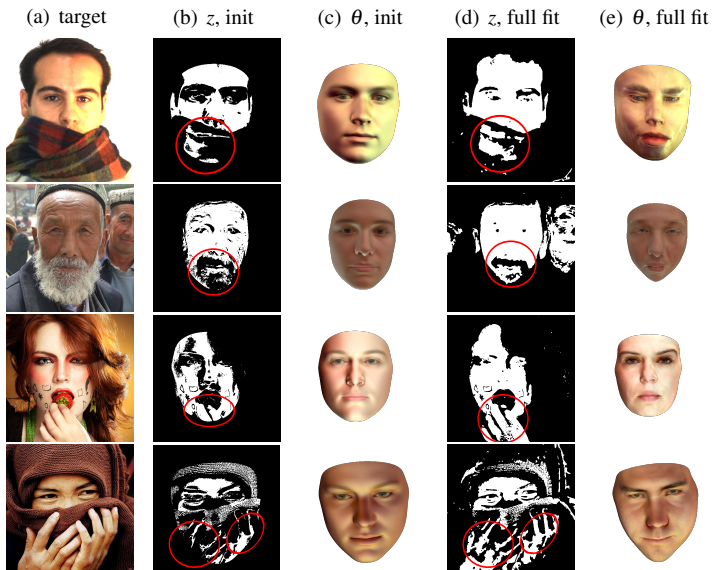 (a) target (b) z, init (c) θ, init (d) z, full fit (e) θ, full fit